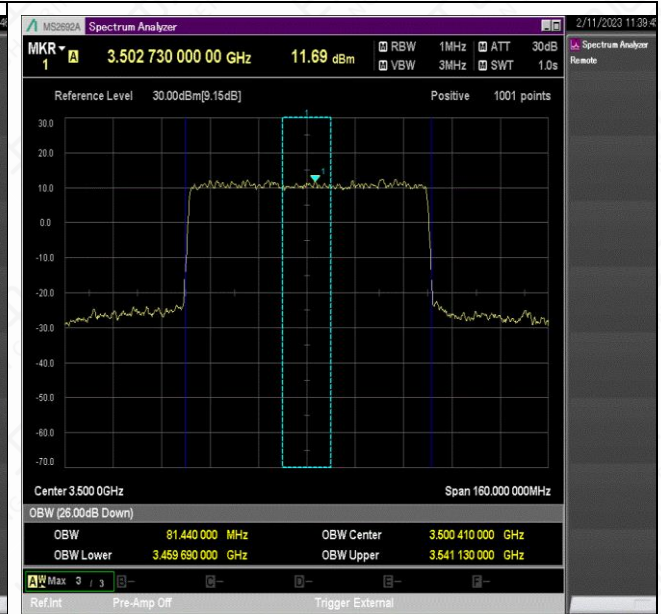 MS2692A Spectrum Analyzer
2/11/2023 11:39:45
MKR 1 A 3.502 730 000 00 GHz 11.69 dBm
M RBW 1MHz M ATT 30dB
M VBW 3MHz M SWT 1.0s
Spectrum Analyzer
Remote
Reference Level 30.00dBm[9.15dB] Positive 1001 points
1
30.0
20.0
10.0
0.0
-10.0
-20.0
-30.0
-40.0
-50.0
-60.0
-70.0
Center 3.500 0GHz Span 160.000 000MHz
OBW (26.00dB Down)
OBW 81.440 000 MHz OBW Center 3.500 410 000 GHz
OBW Lower 3.459 690 000 GHz OBW Upper 3.541 130 000 GHz
A Max 3 / 3 B- C- D- E- F-
Ref.Int Pre-Amp Off Trigger External